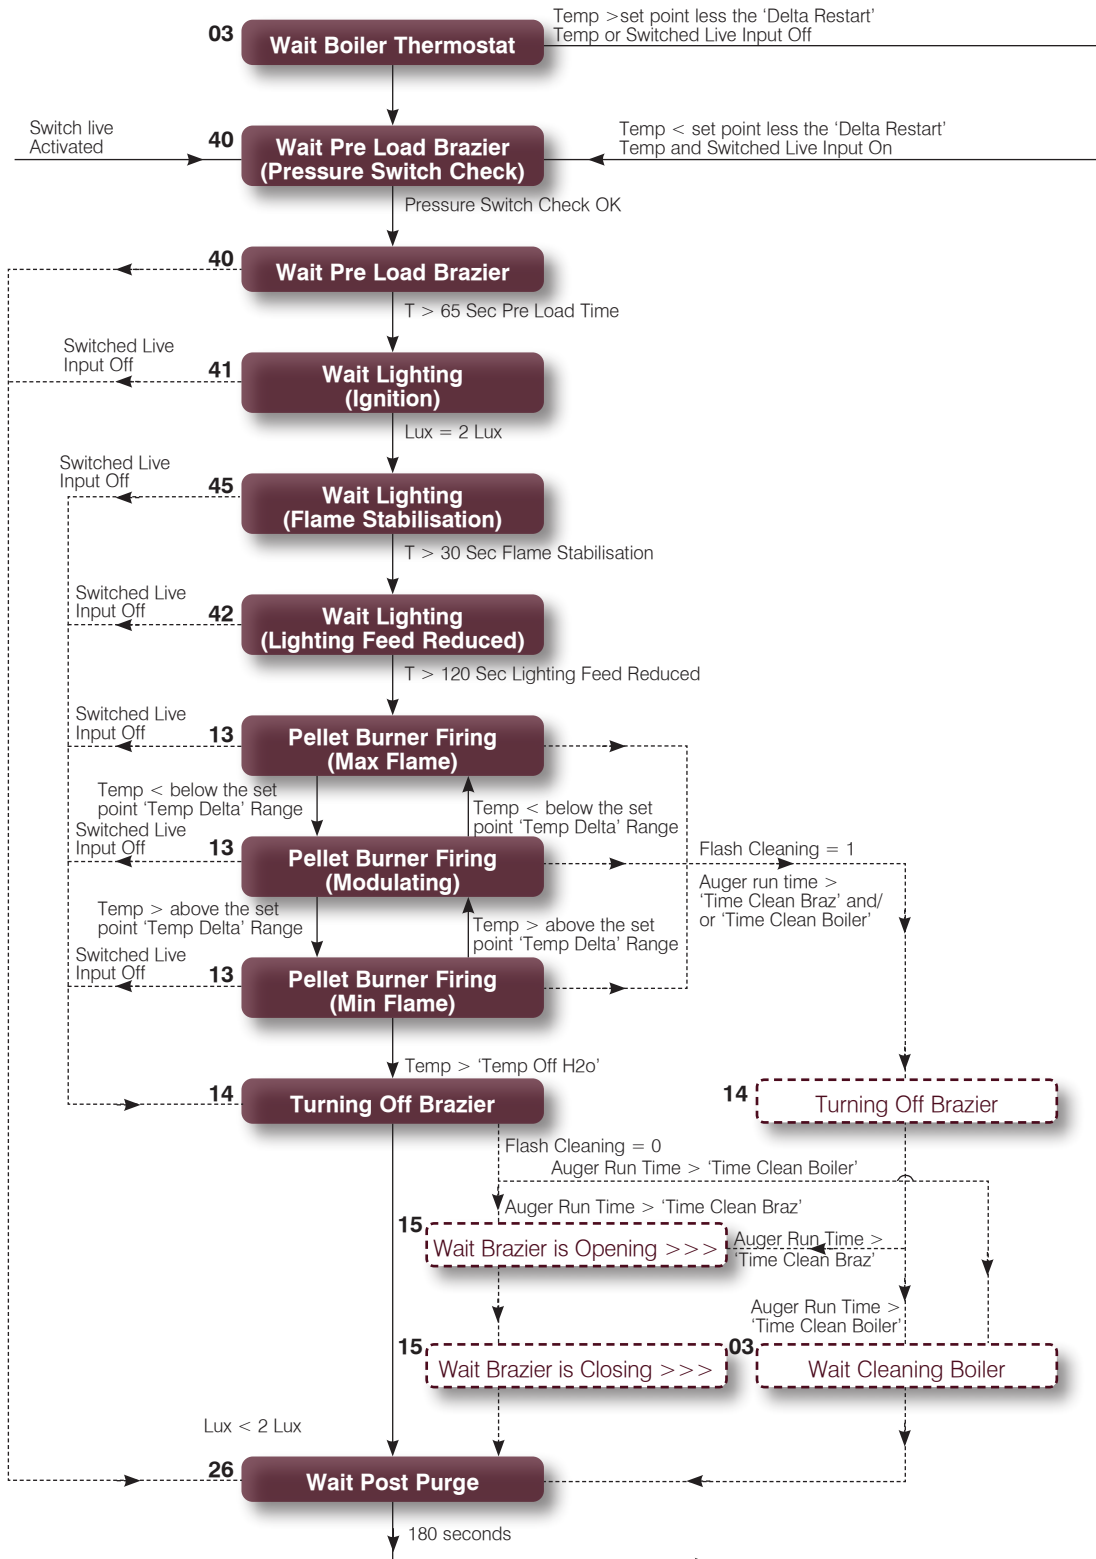 Temp >set point less the ‘Delta Restart’
Temp or Switched Live Input Off
03
Wait Boiler Thermostat
Switch live
Activated
40
Wait Pre Load Brazier
(Pressure Switch Check)
Temp < set point less the ‘Delta Restart’
Temp and Switched Live Input On
Pressure Switch Check OK
40
Wait Pre Load Brazier
T > 65 Sec Pre Load Time
Switched Live
Input Off
41
Wait Lighting
(Ignition)
Lux = 2 Lux
Switched Live
Input Off
45
Wait Lighting
(Flame Stabilisation)
T > 30 Sec Flame Stabilisation
Switched Live
Input Off
42
Wait Lighting
(Lighting Feed Reduced)
T > 120 Sec Lighting Feed Reduced
Switched Live
Input Off
13
Pellet Burner Firing
(Max Flame)
Temp < below the set
point ‘Temp Delta’ Range
Temp < below the set
point ‘Temp Delta’ Range
Switched Live
Input Off
13
Pellet Burner Firing
(Modulating)
Flash Cleaning = 1
Auger run time >
‘Time Clean Braz’ and/
or ‘Time Clean Boiler’
Temp > above the set
point ‘Temp Delta’ Range
Temp > above the set
point ‘Temp Delta’ Range
Switched Live
Input Off
13
Pellet Burner Firing
(Min Flame)
Temp > ‘Temp Off H2o’
14
Turning Off Brazier
14
Turning Off Brazier
Flash Cleaning = 0
Auger Run Time > ‘Time Clean Boiler’
Auger Run Time > ‘Time Clean Braz’
15
Wait Brazier is Opening >>>
Auger Run Time >
‘Time Clean Braz’
Auger Run Time >
‘Time Clean Boiler’
15
Wait Brazier is Closing >>>
03
Wait Cleaning Boiler
Lux < 2 Lux
26
Wait Post Purge
180 seconds